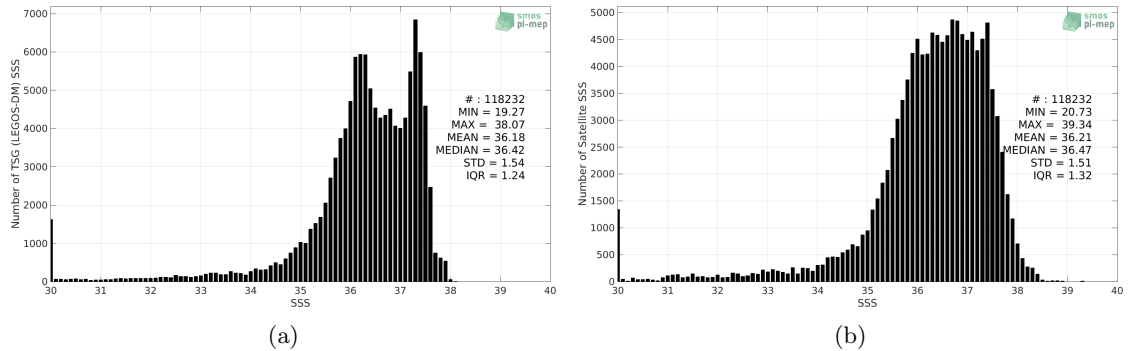 7000
6000
5000
4000
3000
2000
1000
0
30 31 32 33 34 35 36 37 38 39 40
SSS
Number of TSG (LEGOS-DM) SSS
smos
pi-mep
# : 118232
MIN = 19.27
MAX = 38.07
MEAN = 36.18
MEDIAN = 36.42
STD = 1.54
IQR = 1.24
(a)
5000
4500
4000
3500
3000
2500
2000
1500
1000
500
0
30 31 32 33 34 35 36 37 38 39 40
SSS
Number of Satellite SSS
smos
pi-mep
# : 118232
MIN = 20.73
MAX = 39.34
MEAN = 36.21
MEDIAN = 36.47
STD = 1.51
IQR = 1.32
(b)